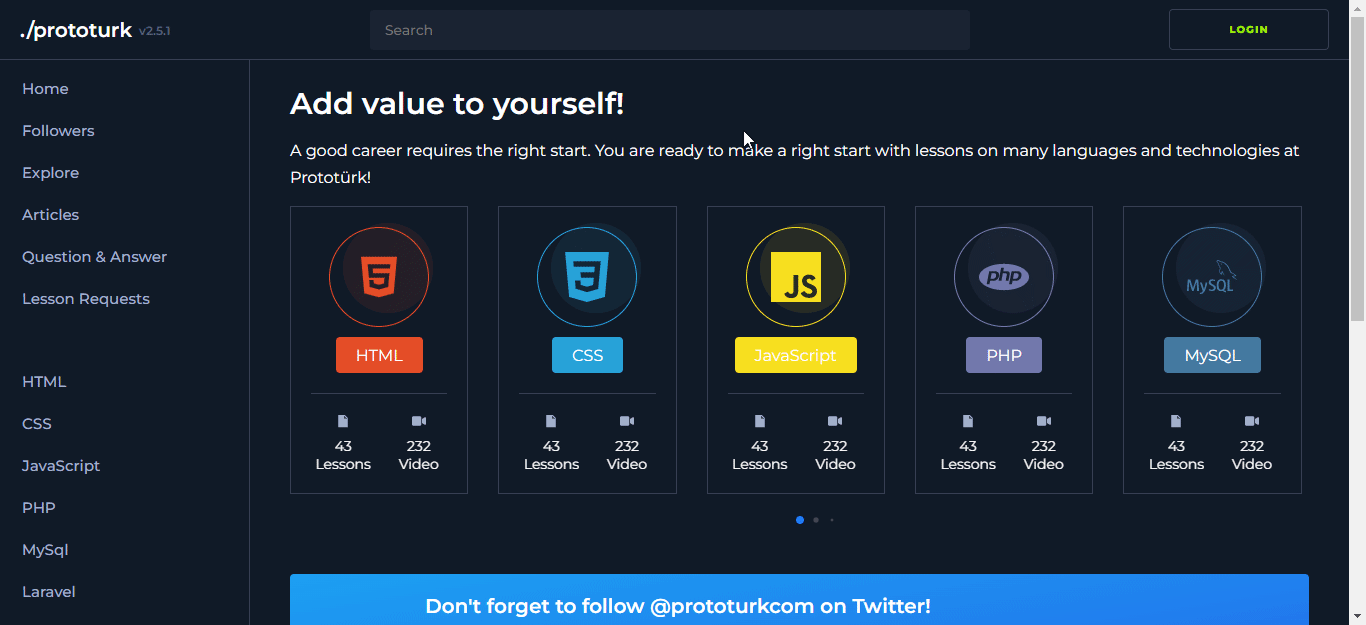 ./prototurk v2.5.1
Search
LOGIN
Home
Followers
Explore
Articles
Question & Answer
Lesson Requests
HTML
CSS
JavaScript
PHP
MySql
Laravel
Add value to yourself!
A good career requires the right start. You are ready to make a right start with lessons on many languages and technologies at
Prototürk!
5
HTML
43
Lessons
232
Video
3
CSS
43
Lessons
232
Video
JS
JavaScript
43
Lessons
232
Video
php
PHP
43
Lessons
232
Video
MySQL
MySQL
43
Lessons
232
Video
Don't forget to follow @prototurkcom on Twitter!